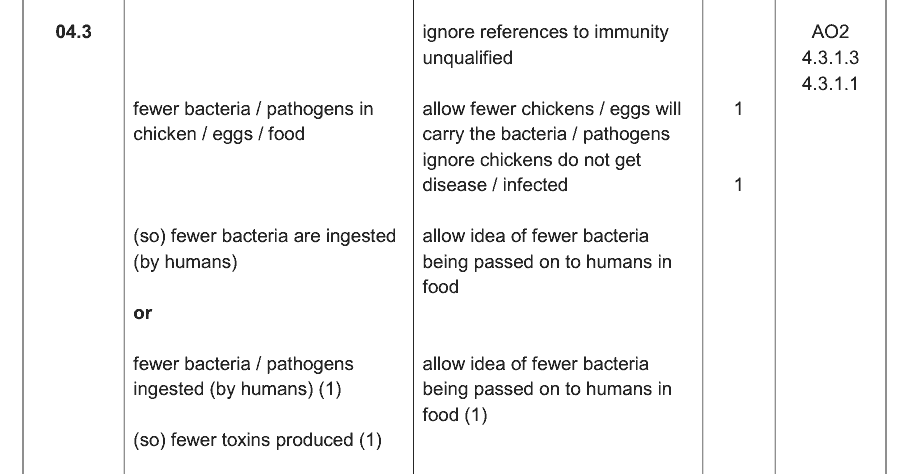 04.3
ignore references to immunity
unqualified
AO2
4.3.1.3
4.3.1.1
fewer bacteria / pathogens in
chicken / eggs / food
allow fewer chickens / eggs will
carry the bacteria / pathogens
ignore chickens do not get
disease / infected
1
1
(so) fewer bacteria are ingested
(by humans)
allow idea of fewer bacteria
being passed on to humans in
food
or
fewer bacteria / pathogens
ingested (by humans) (1)
allow idea of fewer bacteria
being passed on to humans in
food (1)
(so) fewer toxins produced (1)